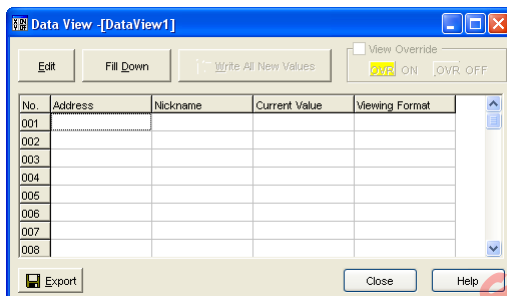 Data View -[DataView1]
View Override
Edit Fill Down Write All New Values OVR ON OVR OFF
No. Address Nickname Current Value Viewing Format
001
002
003
004
005
006
007
008
Export Close Help